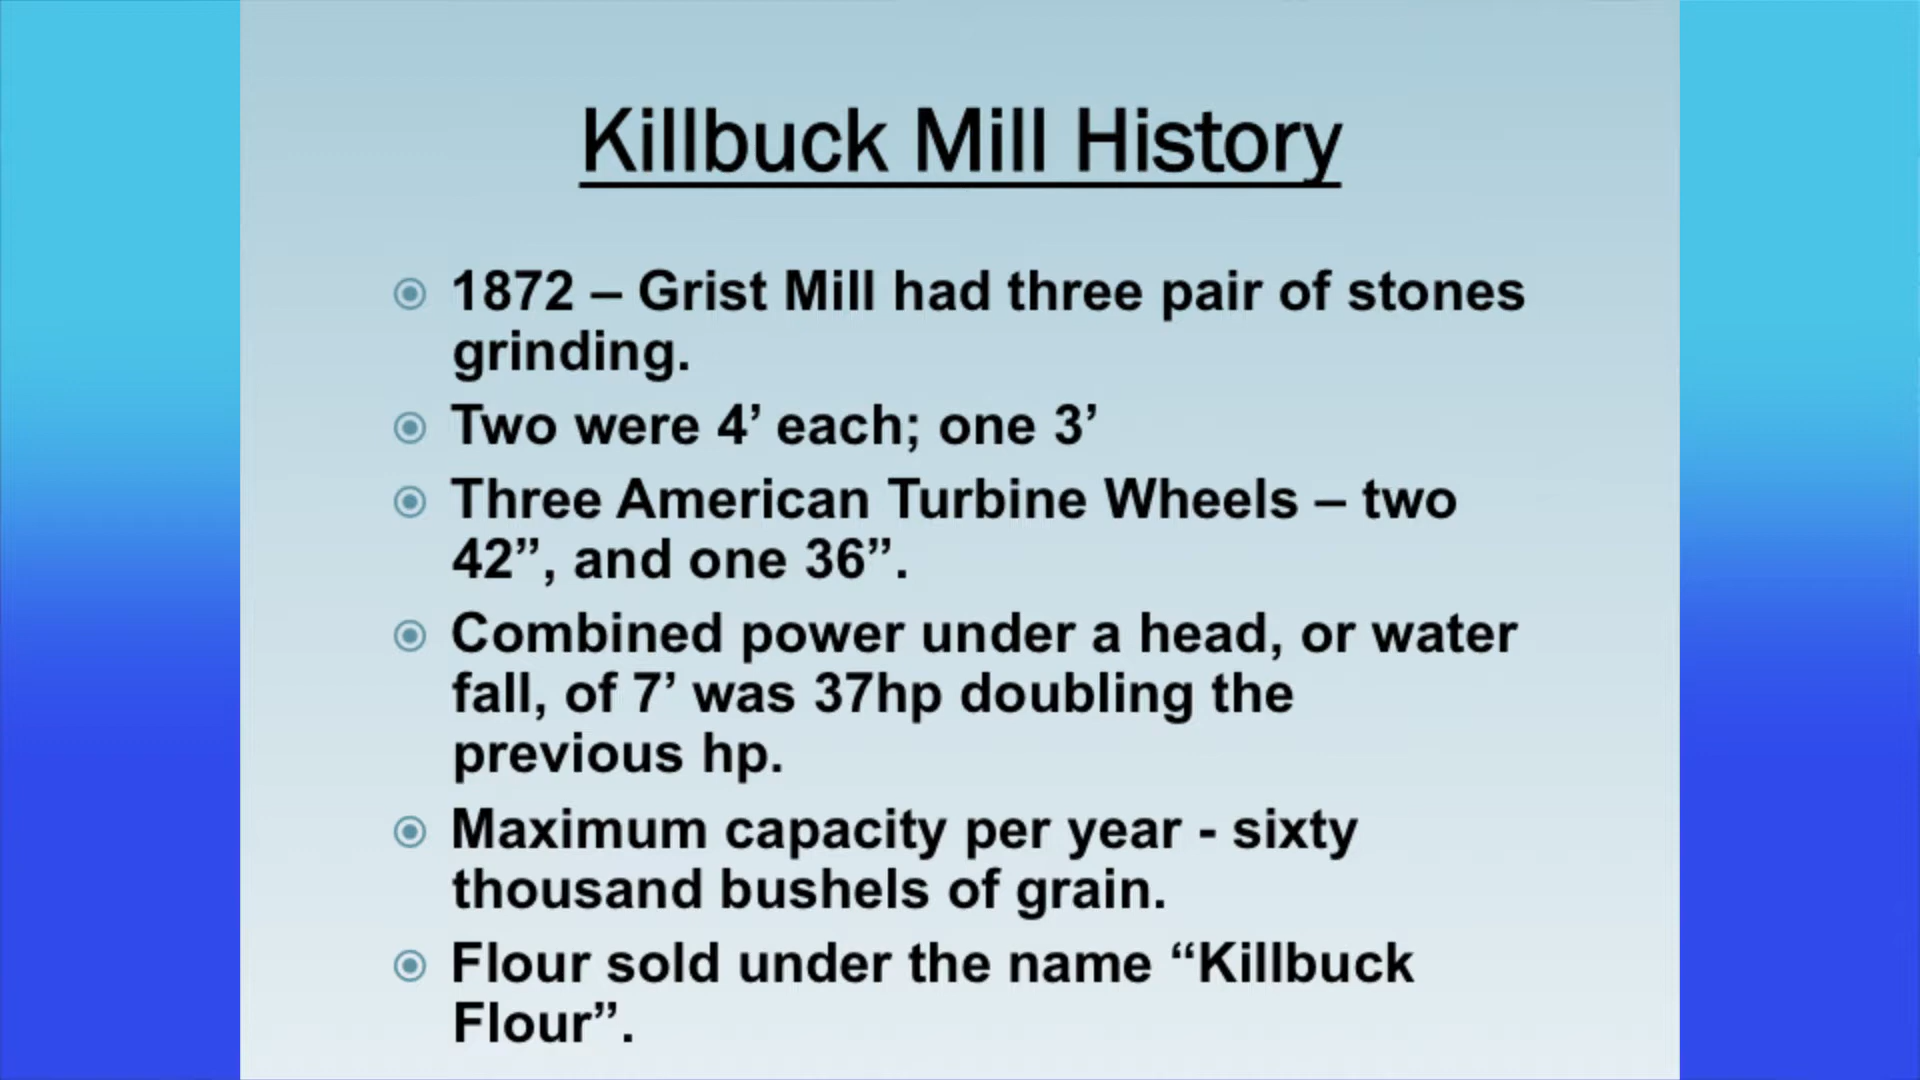 Killbuck Mill History
1872 – Grist Mill had three pair of stones
grinding.
Two were 4’ each; one 3’
Three American Turbine Wheels – two
42”, and one 36”.
Combined power under a head, or water
fall, of 7’ was 37hp doubling the
previous hp.
Maximum capacity per year - sixty
thousand bushels of grain.
Flour sold under the name “Killbuck
Flour”.